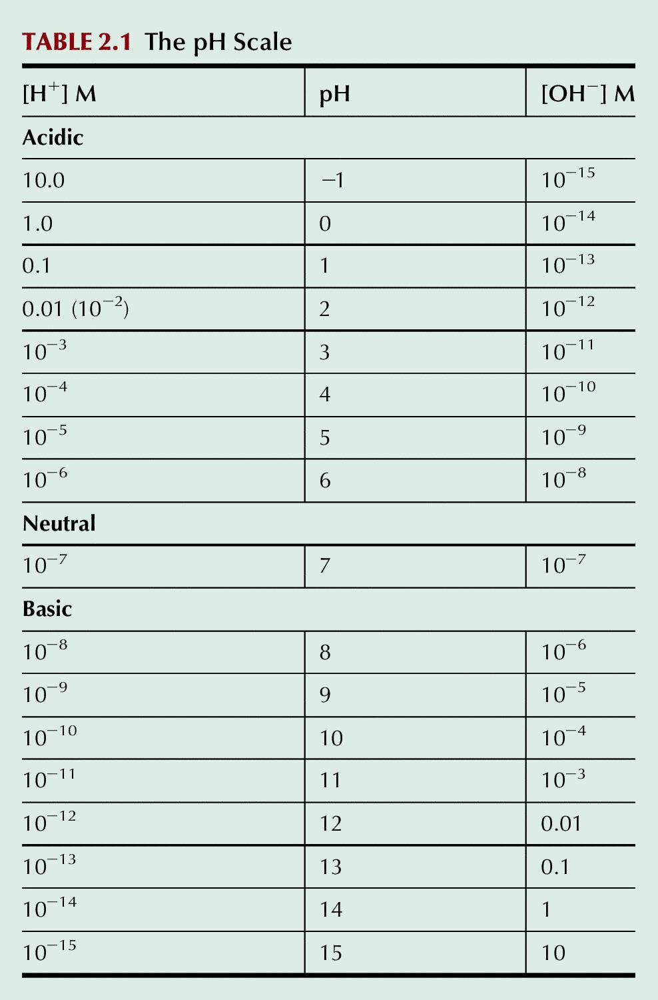 TABLE 2.1 The pH Scale
[H⁺] M pH [OH⁻] M
Acidic
10.0 −1 10⁻¹⁵
1.0 0 10⁻¹⁴
0.1 1 10⁻¹³
0.01 (10⁻²) 2 10⁻¹²
10⁻³ 3 10⁻¹¹
10⁻⁴ 4 10⁻¹⁰
10⁻⁵ 5 10⁻⁹
10⁻⁶ 6 10⁻⁸
Neutral
10⁻⁷ 7 10⁻⁷
Basic
10⁻⁸ 8 10⁻⁶
10⁻⁹ 9 10⁻⁵
10⁻¹⁰ 10 10⁻⁴
10⁻¹¹ 11 10⁻³
10⁻¹² 12 0.01
10⁻¹³ 13 0.1
10⁻¹⁴ 14 1
10⁻¹⁵ 15 10